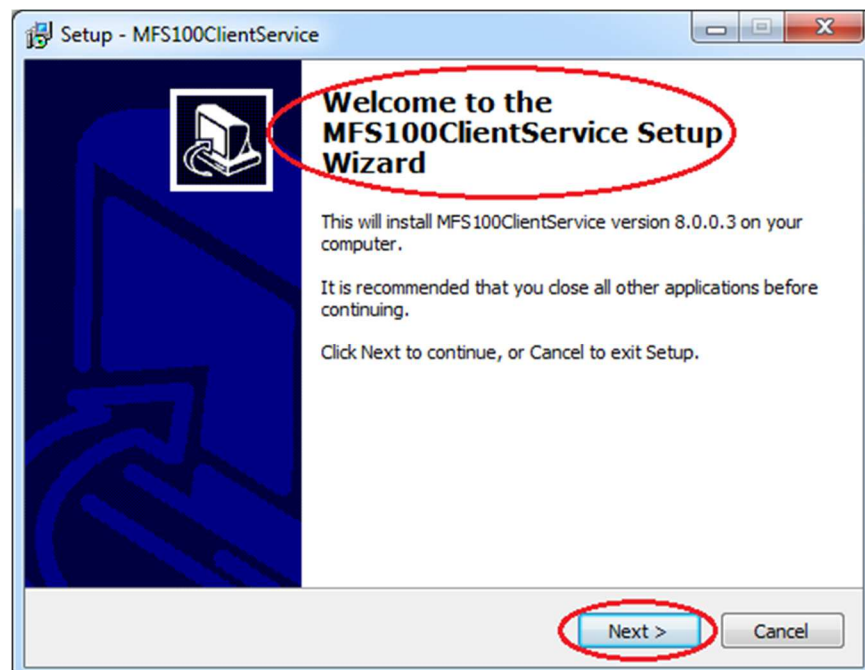 Setup - MFS100ClientService
Welcome to the
MFS100ClientService Setup
Wizard
This will install MFS100ClientService version 8.0.0.3 on your
computer.
It is recommended that you close all other applications before
continuing.
Click Next to continue, or Cancel to exit Setup.
Next >
Cancel